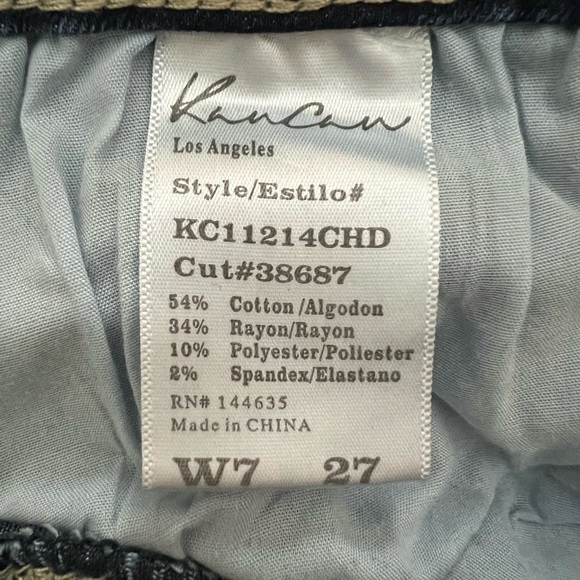 KanCan
Los Angeles
Style/Estilo#
KC11214CHD
Cut#38687
54% Cotton/Algodon
34% Rayon/Rayon
10% Polyester/Poliester
2% Spandex/Elastano
RN# 144635
Made in CHINA
W7 27